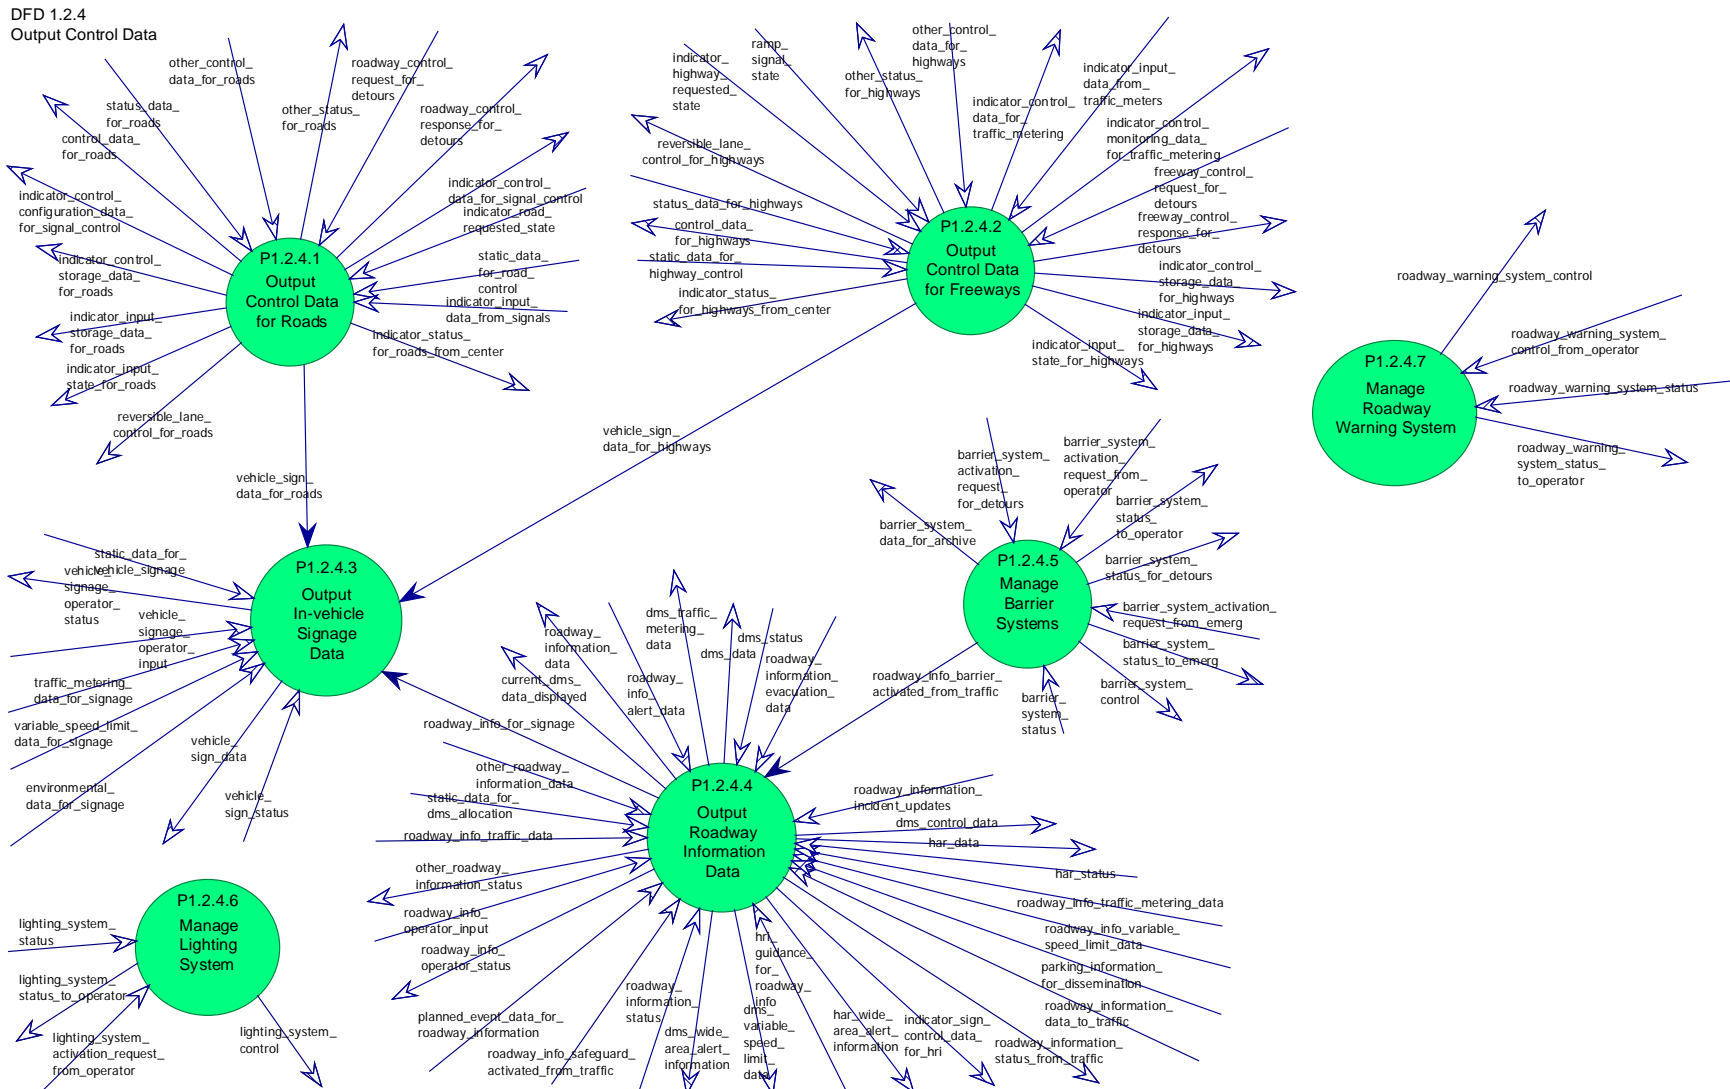 DFD 1.2.4
Output Control Data
other_control_
data_for_roads
roadway_control_
request_for_
detours
status_data_
for_roads
other_status_
for_roads
roadway_control_
response_for_
detours
control_data_
for_roads
indicator_control_
configuration_data_
for_signal_control
indicator_control_
data_for_signal_control
indicator_road_
requested_state
indicator_control_
storage_data_
for_roads
static_data_
for_road_
control
indicator_input_
data_from_signals
indicator_input_
storage_data_
for_roads
indicator_status_
for_roads_from_center
indicator_input_
state_for_roads
reversible_lane_
control_for_roads
P1.2.4.1
Output
Control Data
for Roads
vehicle_sign_
data_for_roads
indicator_
highway_
requested_
state
ramp_
signal_
state
other_status_
for_highways
other_control_
data_for_
highways
indicator_control_
data_for_
traffic_metering
indicator_input_
data_from_
traffic_meters
indicator_control_
monitoring_data_
for_traffic_metering
freeway_control_
request_for_
detours
freeway_control_
response_for_
detours
reversible_lane_
control_for_highways
status_data_for_highways
control_data_
for_highways
static_data_for_
highway_control
indicator_status_
for_highways_from_center
indicator_control_
storage_data_
for_highways
indicator_input_
storage_data_
for_highways
indicator_input_
state_for_highways
P1.2.4.2
Output
Control Data
for Freeways
vehicle_sign_
data_for_highways
roadway_warning_system_control
roadway_warning_system_
control_from_operator
roadway_warning_system_status
roadway_warning_
system_status_
to_operator
P1.2.4.7
Manage
Roadway
Warning System
barrier_system_
activation_
request_
for_detours
barrier_system_
activation_
request_from_
operator
barrier_system_
data_for_archive
barrier_system_
status_
to_operator
barrier_system_
status_for_detours
barrier_system_activation_
request_from_emerg
barrier_system_
status_to_emerg
barrier_system_
control
barrier_
system_
status
P1.2.4.5
Manage
Barrier
Systems
roadway_info_barrier_
activated_from_traffic
static_data_for_
vehicle_signage
vehicle_
signage_
operator_
status
vehicle_
signage_
operator_
input
traffic_metering_
data_for_signage
variable_speed_limit_
data_for_signage
environmental_
data_for_signage
vehicle_
sign_data
vehicle_
sign_status
P1.2.4.3
Output
In-vehicle
Signage
Data
roadway_info_for_signage
current_dms_
data_displayed
roadway_
information_
data
roadway_
info_
alert_data
dms_traffic_
metering_
data
dms_data
dms_status
roadway_
information_
evacuation_
data
other_roadway_
information_data
static_data_for_
dms_allocation
roadway_info_traffic_data
other_roadway_
information_status
roadway_info_
operator_input
roadway_info_
operator_status
planned_event_data_for_
roadway_information
roadway_info_safeguard_
activated_from_traffic
roadway_
information_
status
dms_wide_
area_alert_
information
hri_
guidance_
for_
roadway_
info
dms_
variable_
speed_
limit_
data
har_wide_
area_alert_
information
indicator_sign_
control_data_
for_hri
roadway_information_
status_from_traffic
roadway_information_
data_to_traffic
parking_information_
for_dissemination
roadway_info_variable_
speed_limit_data
roadway_info_traffic_metering_data
har_status
har_data
dms_control_data
roadway_information_
incident_updates
P1.2.4.4
Output
Roadway
Information
Data
P1.2.4.6
Manage
Lighting
System
lighting_system_
status
lighting_system_
status_to_operator
lighting_system_
activation_request_
from_operator
lighting_system_
control